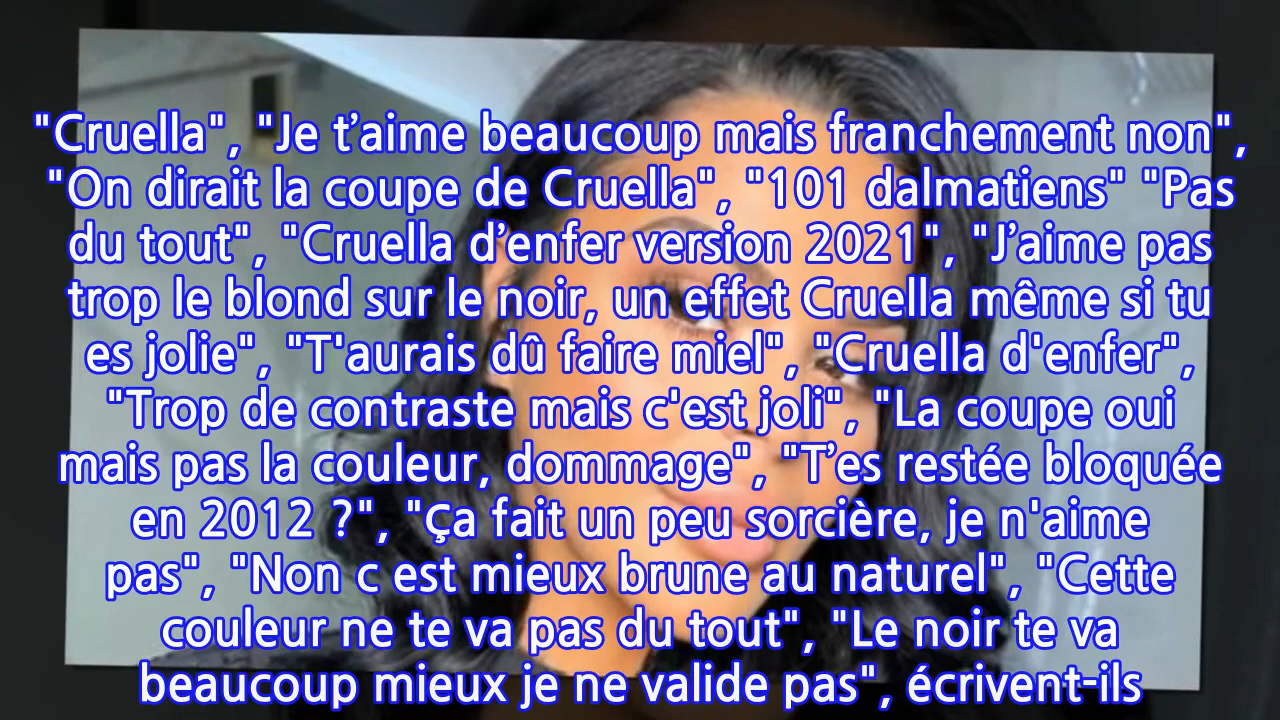 "Cruella", "Je t’aime beaucoup mais franchement non",
"On dirait la coupe de Cruella", "101 dalmatiens" "Pas
du tout", "Cruella d’enfer version 2021", "J’aime pas
trop le blond sur le noir, un effet Cruella même si tu
es jolie", "T'aurais dû faire miel", "Cruella d'enfer",
"Trop de contraste mais c'est joli", "La coupe oui
mais pas la couleur, dommage", "T’es restée bloquée
en 2012 ?", "Ça fait un peu sorcière, je n'aime
pas", "Non c est mieux brune au naturel", "Cette
couleur ne te va pas du tout", "Le noir te va
beaucoup mieux je ne valide pas", écrivent-ils